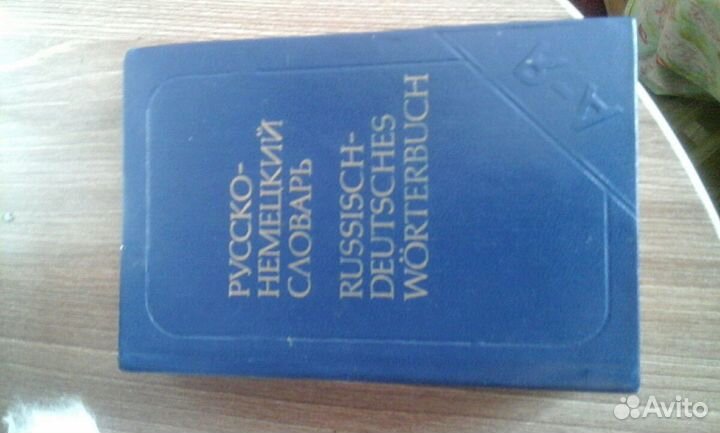 РУССКО-
НЕМЕЦКИЙ
СЛОВАРЬ
RUSSISCH-
DEUTSCHES
WÖRTERBUCH
Avito